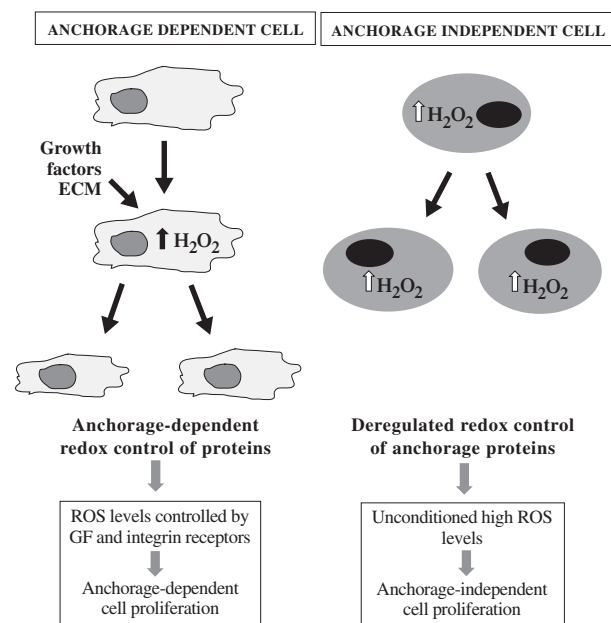 ANCHORAGE DEPENDENT CELL
Growth
factors
ECM
H₂O₂
Anchorage-dependent
redox control of proteins
ROS levels controlled by
GF and integrin receptors
Anchorage-dependent
cell proliferation
ANCHORAGE INDEPENDENT CELL
H₂O₂
H₂O₂
H₂O₂
Deregulated redox control
of anchorage proteins
Unconditioned high ROS
levels
Anchorage-independent
cell proliferation